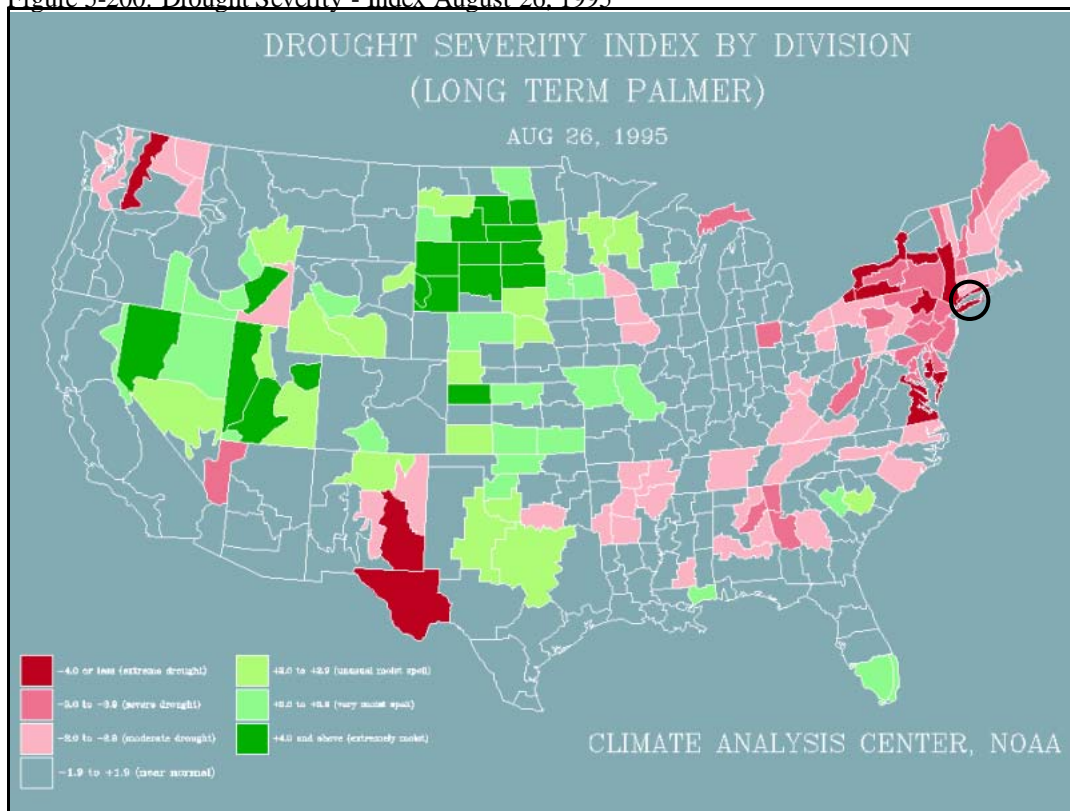 Figure 3-200. Drought Severity - Index August 26, 1995
DROUGHT SEVERITY INDEX BY DIVISION
(LONG TERM PALMER)
AUG 26, 1995
-4.0 or less (extreme drought)
-3.0 to -3.9 (severe drought)
-2.0 to -2.9 (moderate drought)
-1.9 to +1.9 (near normal)
+2.0 to +2.9 (unusual moist spell)
+3.0 to +3.9 (very moist spell)
+4.0 and above (extremely moist)
CLIMATE ANALYSIS CENTER, NOAA